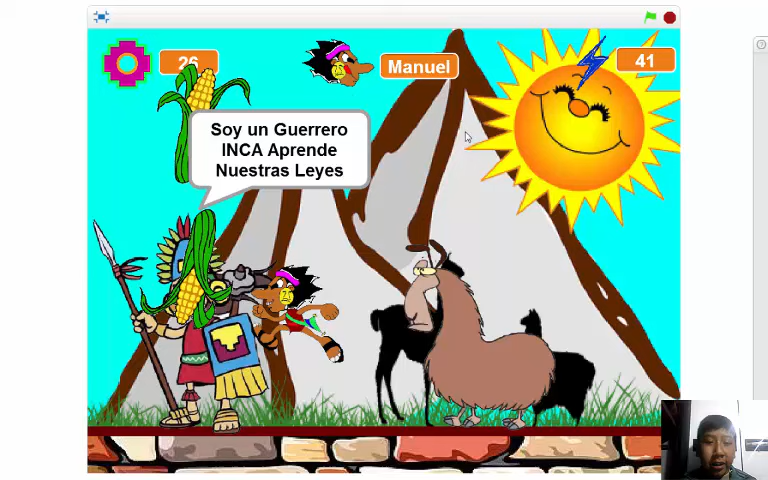 26
Manuel
41
Soy un Guerrero
INCA Aprende
Nuestras Leyes